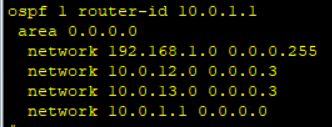 ospf 1 router-id 10.0.1.1
area 0.0.0.0
network 192.168.1.0 0.0.0.255
network 10.0.12.0 0.0.0.3
network 10.0.13.0 0.0.0.3
network 10.0.1.1 0.0.0.0